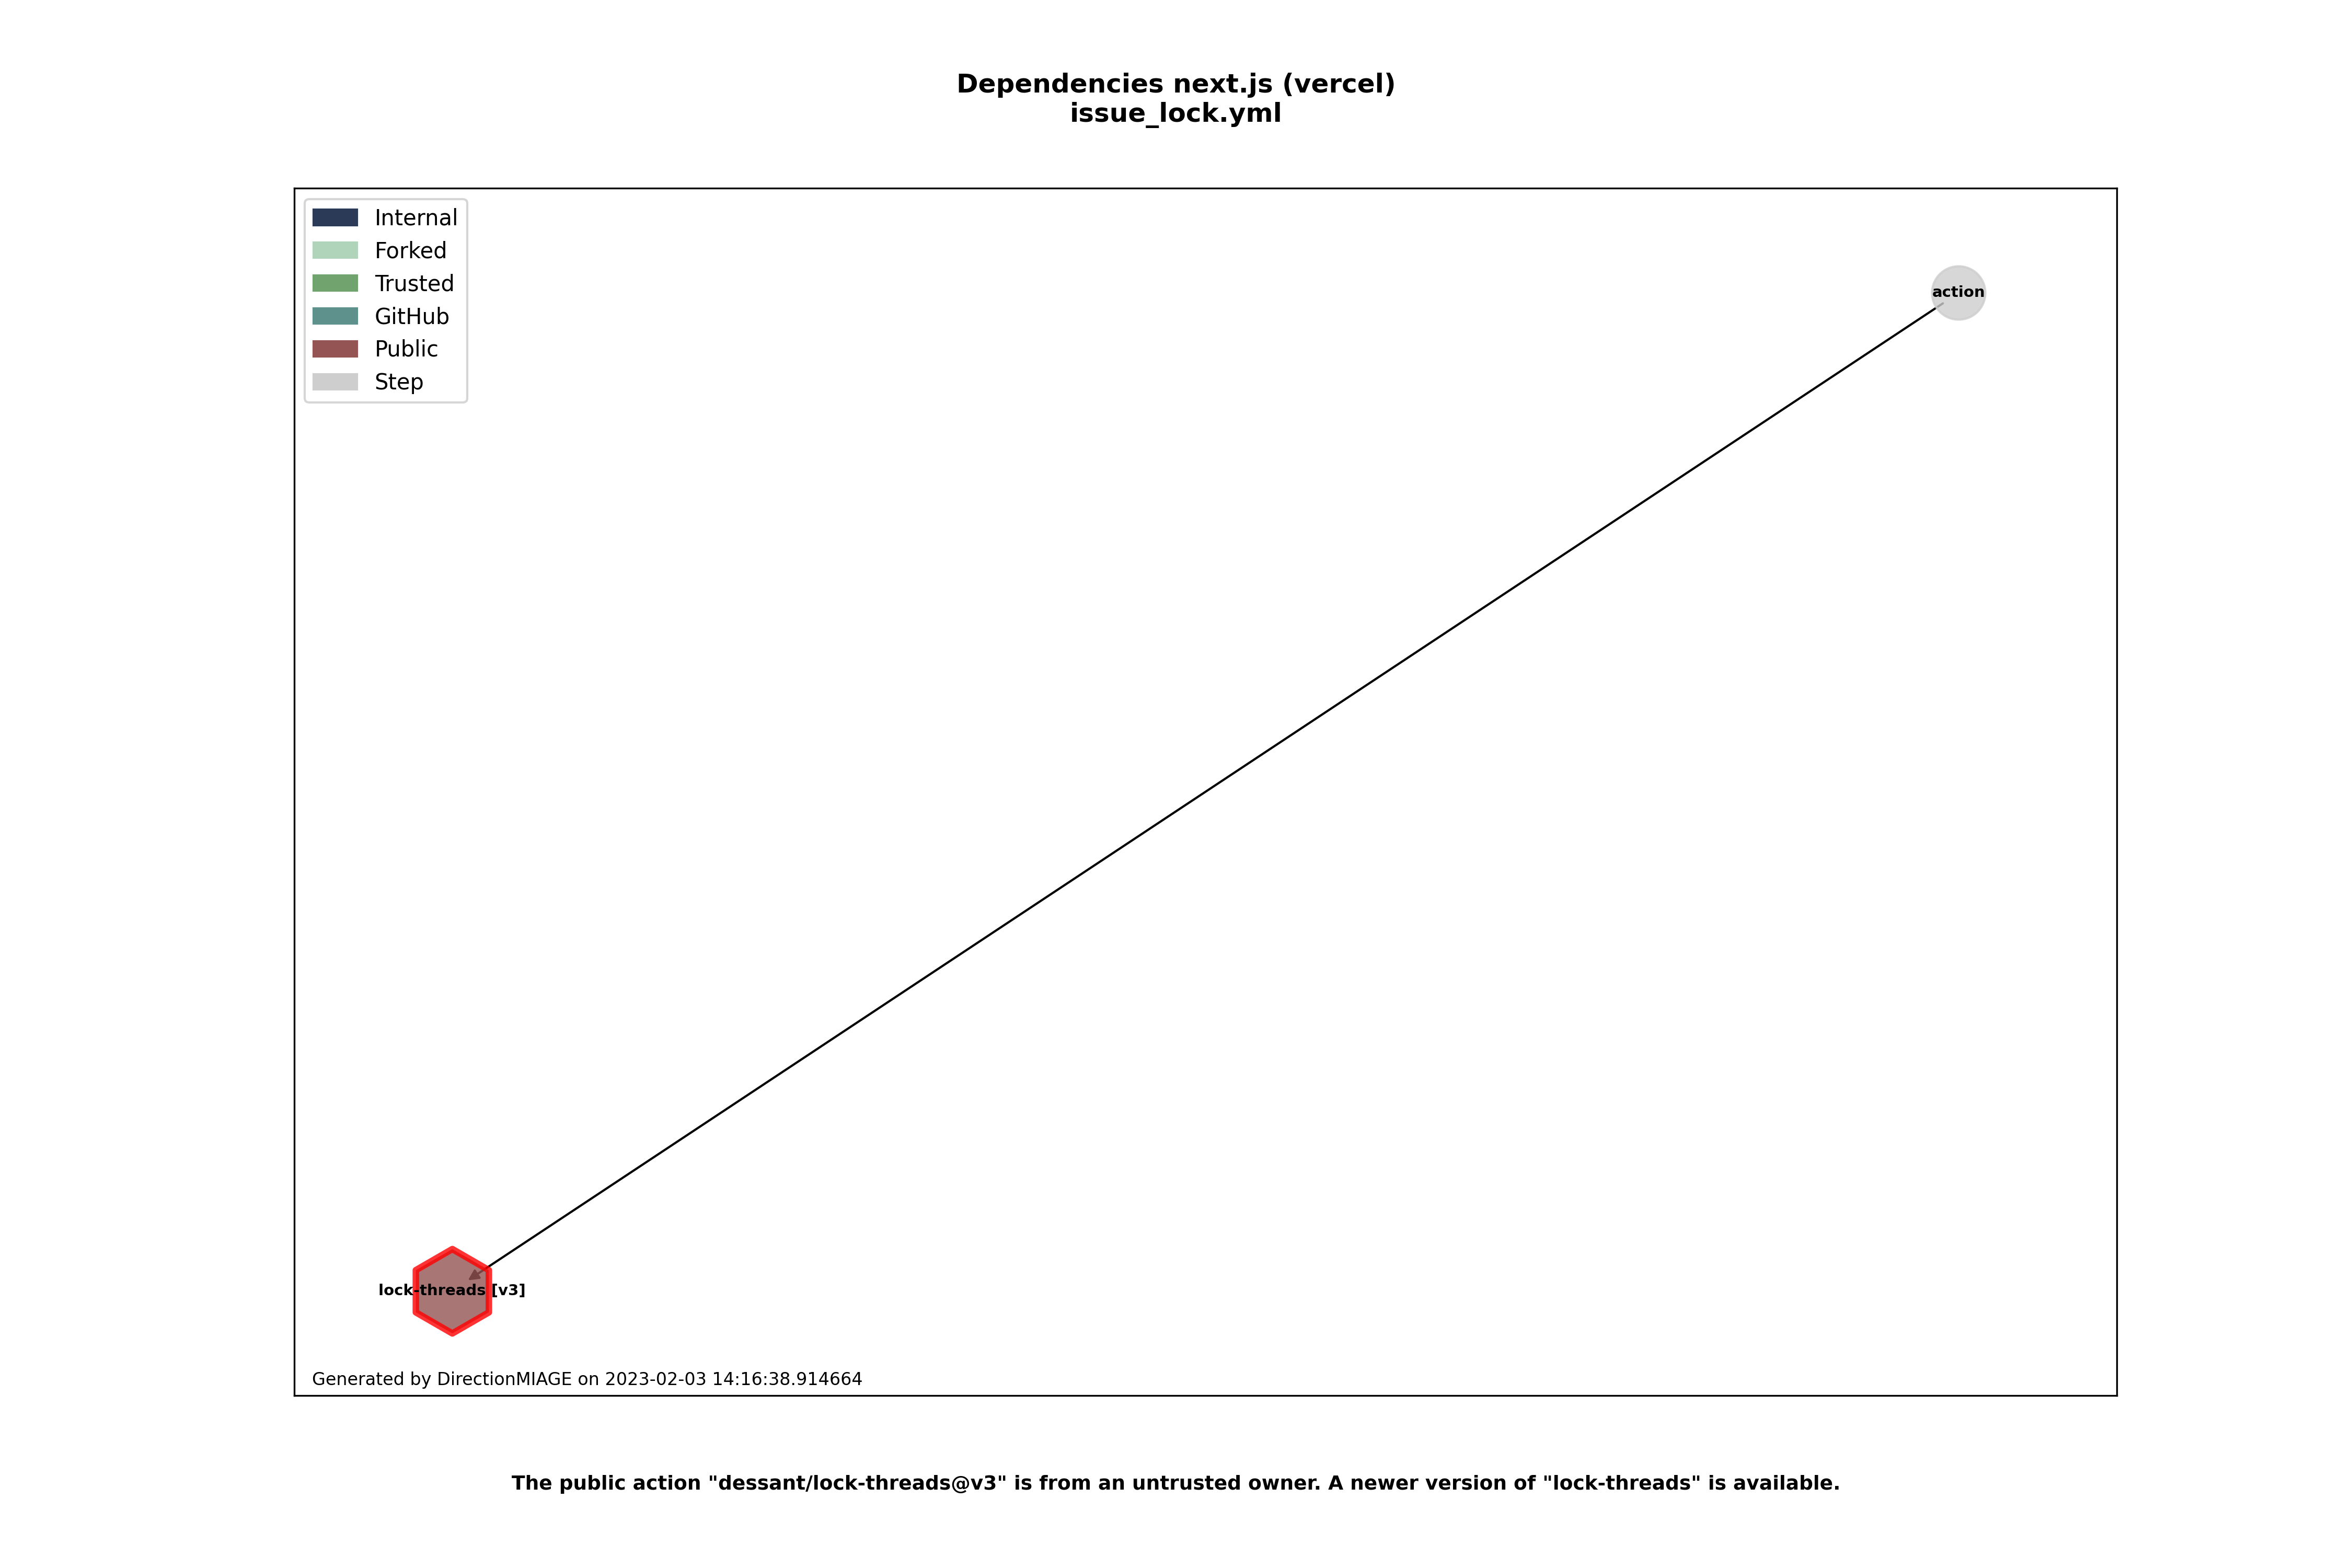 Dependencies next.js (vercel)
issue_lock.yml
Internal
Forked
Trusted
GitHub
Public
Step
action
lock-threads [v3]
Generated by DirectionMIAGE on 2023-02-03 14:16:38.914664
The public action "dessant/lock-threads@v3" is from an untrusted owner. A newer version of "lock-threads" is available.